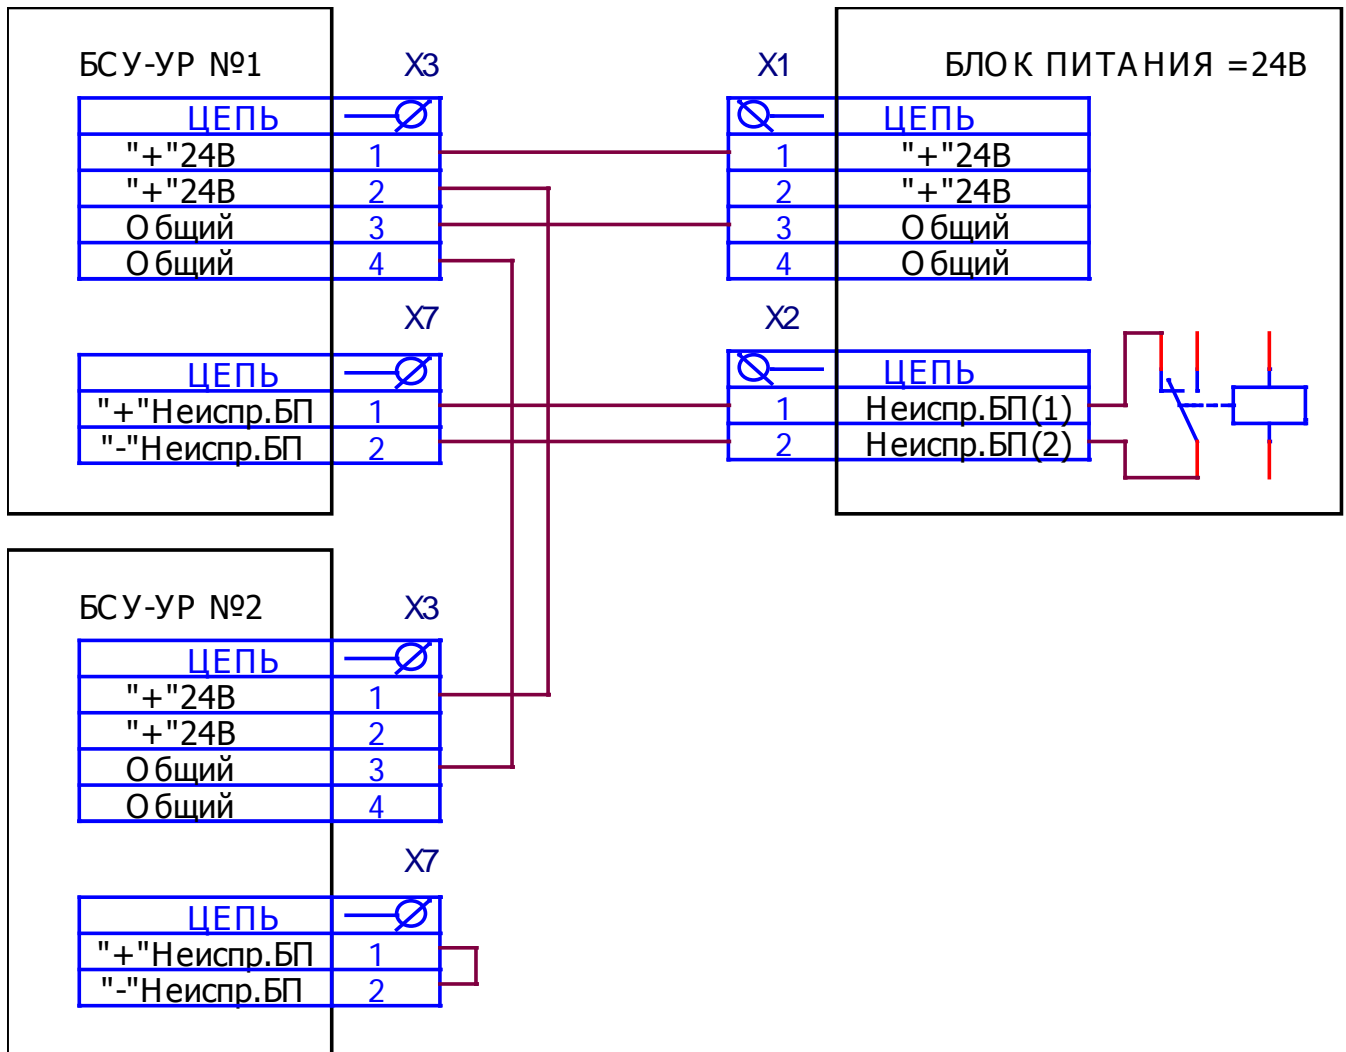 БСУ-УР №1
X3
ЦЕПЬ
"+"24В 1
"+"24В 2
Общий 3
Общий 4
X7
ЦЕПЬ
"+"Неиспр.БП 1
"-"Неиспр.БП 2
X1
БЛОК ПИТАНИЯ =24В
ЦЕПЬ
1 "+"24В
2 "+"24В
3 Общий
4 Общий
X2
ЦЕПЬ
1 Неиспр.БП(1)
2 Неиспр.БП(2)
БСУ-УР №2
X3
ЦЕПЬ
"+"24В 1
"+"24В 2
Общий 3
Общий 4
X7
ЦЕПЬ
"+"Неиспр.БП 1
"-"Неиспр.БП 2